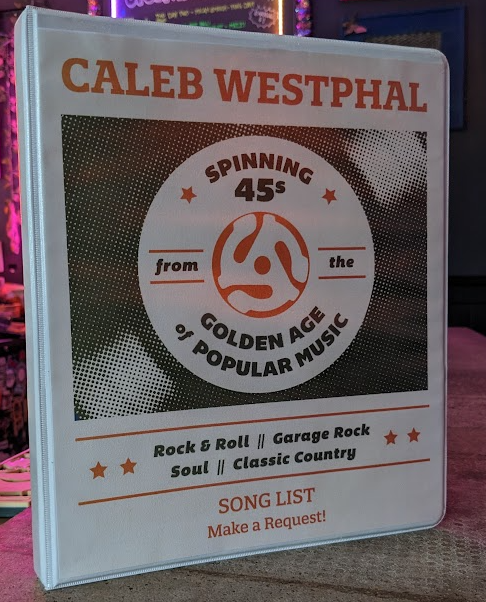 CALEB WESTPHAL
SPINNING
45s
from the
GOLDEN AGE
of POPULAR MUSIC
Rock & Roll || Garage Rock
Soul || Classic Country
SONG LIST
Make a Request!